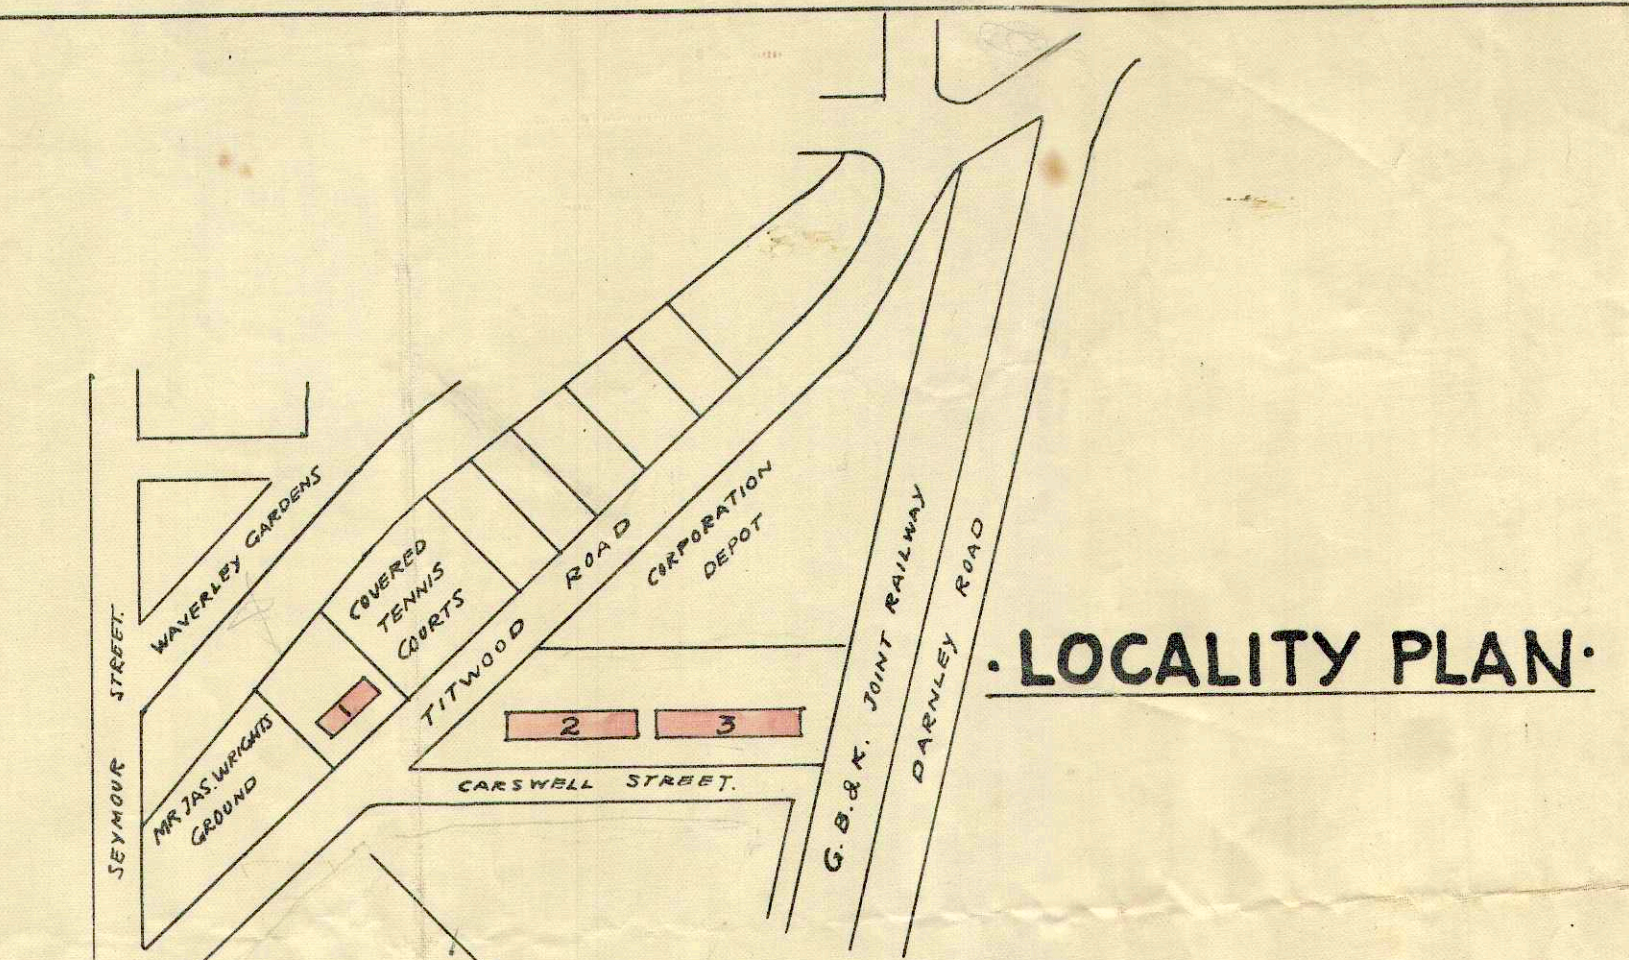 WAVERLEY GARDENS
SEYMOUR STREET.
COVERED
TENNIS
COURTS
TITWOOD ROAD
CORPORATION
DEPOT
MR JAS. WRIGHTS
GROUND
1
2
3
CARSWELL STREET.
G. B. & K. JOINT RAILWAY
DARNLEY ROAD
· LOCALITY PLAN ·